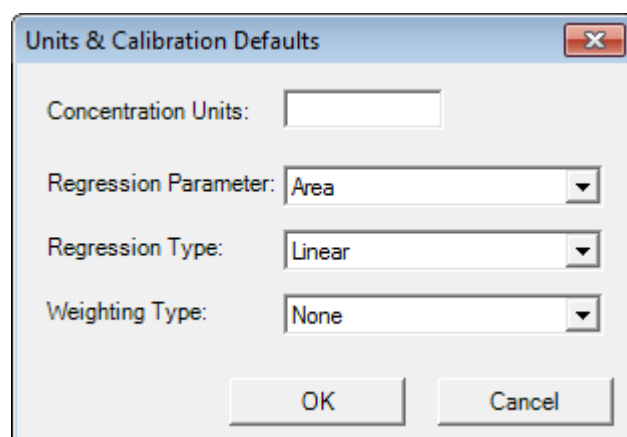 Units & Calibration Defaults
Concentration Units:
Regression Parameter: Area
Regression Type: Linear
Weighting Type: None
OK Cancel